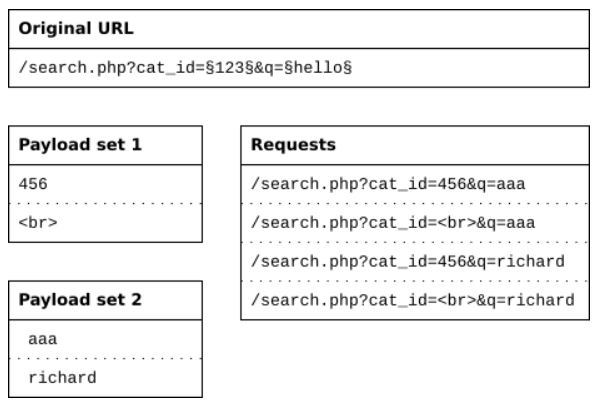 Original URL
/search.php?cat_id=§123§&q=§hello§
Payload set 1
456
<br>
Payload set 2
aaa
richard
Requests
/search.php?cat_id=456&q=aaa
/search.php?cat_id=<br>&q=aaa
/search.php?cat_id=456&q=richard
/search.php?cat_id=<br>&q=richard